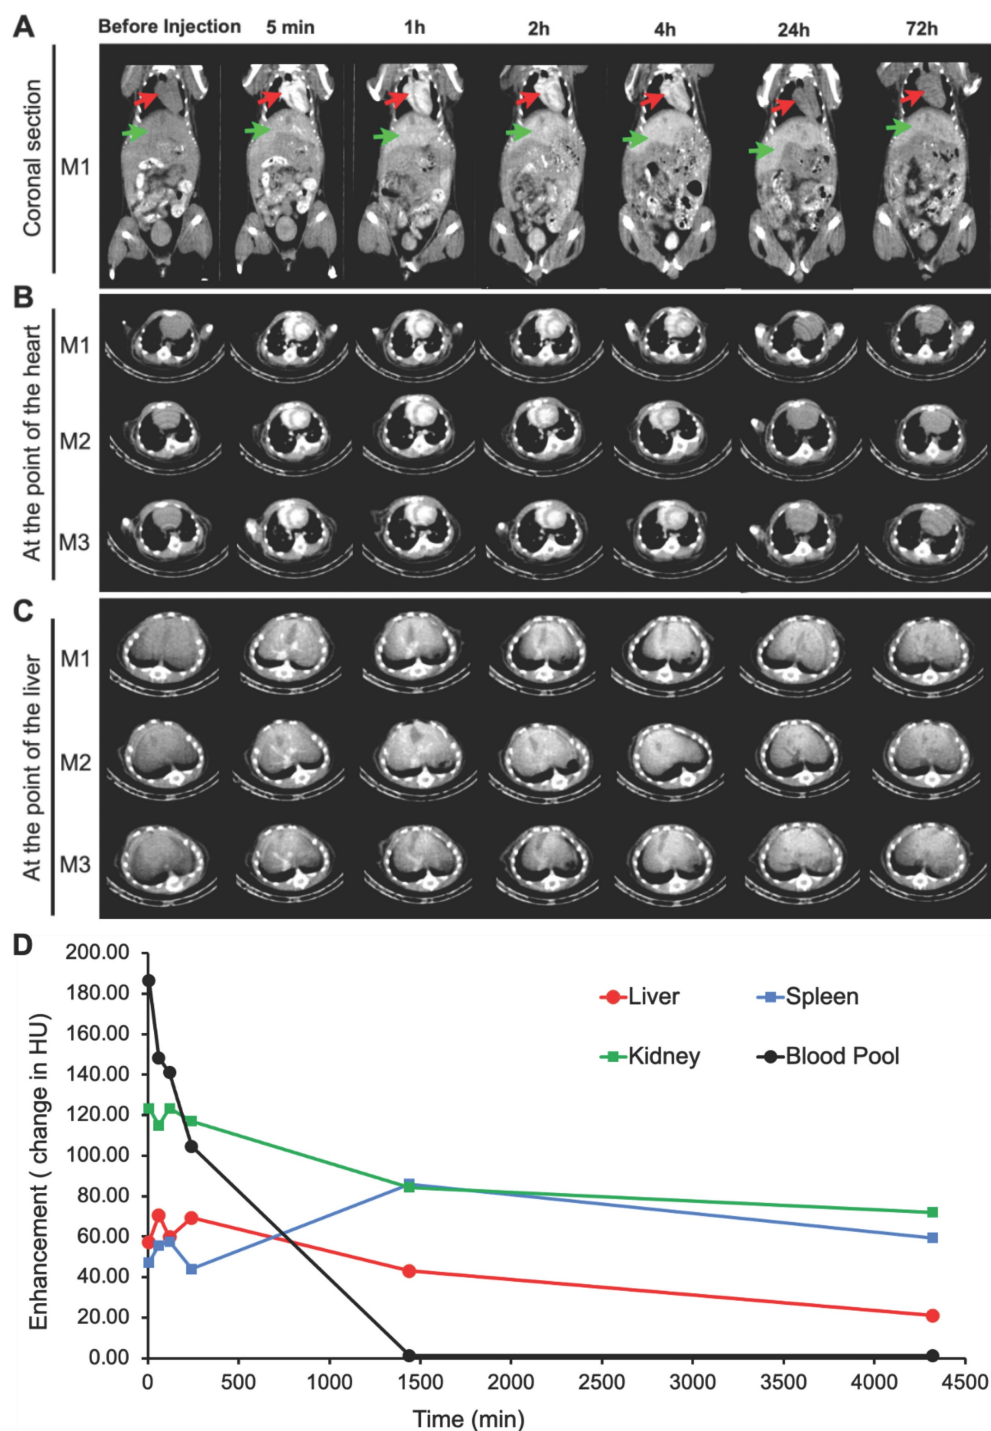 A
Before Injection 5 min 1h 2h 4h 24h 72h
Coronal section
M1
B
At the point of the heart
M1
M2
M3
C
At the point of the liver
M1
M2
M3
D
Enhancement ( change in HU)
200.00
180.00
160.00
140.00
120.00
100.00
80.00
60.00
40.00
20.00
0.00
Liver Spleen
Kidney Blood Pool
0 500 1000 1500 2000 2500 3000 3500 4000 4500
Time (min)